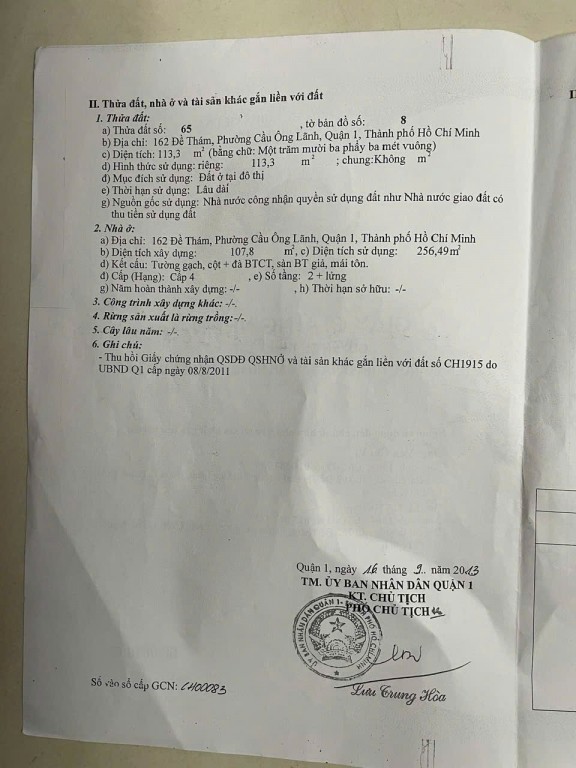 II. Thửa đất, nhà ở và tài sản khác gắn liền với đất
1. Thửa đất:
a) Thửa đất số: 65 , tờ bản đồ số: 8
b) Địa chỉ: 162 Đề Thám, Phường Cầu Ông Lãnh, Quận 1, Thành phố Hồ Chí Minh
c) Diện tích: 113,3 m² (bằng chữ: Một trăm mười ba phẩy ba mét vuông)
d) Hình thức sử dụng: riêng: 113,3 m² ; chung:Không m²
đ) Mục đích sử dụng: Đất ở tại đô thị
e) Thời hạn sử dụng: Lâu dài
g) Nguồn gốc sử dụng: Nhà nước công nhận quyền sử dụng đất như Nhà nước giao đất có
thu tiền sử dụng đất
2. Nhà ở:
a) Địa chỉ: 162 Đề Thám, Phường Cầu Ông Lãnh, Quận 1, Thành phố Hồ Chí Minh
b) Diện tích xây dựng: 107,8 m², c) Diện tích sử dụng: 256,49m²
d) Kết cấu: Tường gạch, cột + đà BTCT, sàn BT giả, mái tôn.
đ) Cấp (Hạng): Cấp 4 , e) Số tầng: 2 + lửng
g) Năm hoàn thành xây dựng: -/- , h) Thời hạn sở hữu: -/-
3. Công trình xây dựng khác: -/-.
4. Rừng sản xuất là rừng trồng:-/-.
5. Cây lâu năm: -/-.
6. Ghi chú:
- Thu hồi Giấy chứng nhận QSDĐ QSHNỞ và tài sản khác gắn liền với đất số CH1915 do
UBND Q1 cấp ngày 08/8/2011
Quận 1, ngày 16 tháng 9.. năm 2013
TM. ỦY BAN NHÂN DÂN QUẬN 1
KT. CHỦ TỊCH
PHÓ CHỦ TỊCH
ỦY BAN NHÂN DÂN QUẬN 1 - THÀNH PHỐ HỒ CHÍ MINH
Lưu Trung Hòa
Số vào sổ cấp GCN: CH00083